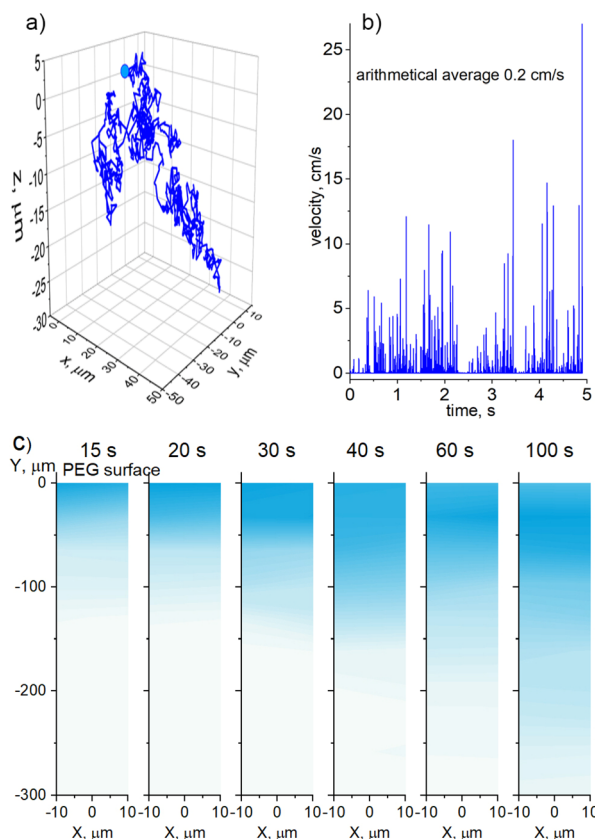 a)
5
0
-5
-10
-15
-20
-25
-30
z, µm
0
10
20
30
40
50
x, µm
-50
-40
-30
-20
-10
0
10
y, µm
b)
arithmetical average 0.2 cm/s
25
20
15
10
5
0
velocity, cm/s
0 1 2 3 4 5
time, s
c)
15 s 20 s 30 s 40 s 60 s 100 s
Y, µm PEG surface
0
-100
-200
-300
-10 0 10 -10 0 10 -10 0 10 -10 0 10 -10 0 10 -10 0 10
X, µm X, µm X, µm X, µm X, µm X, µm